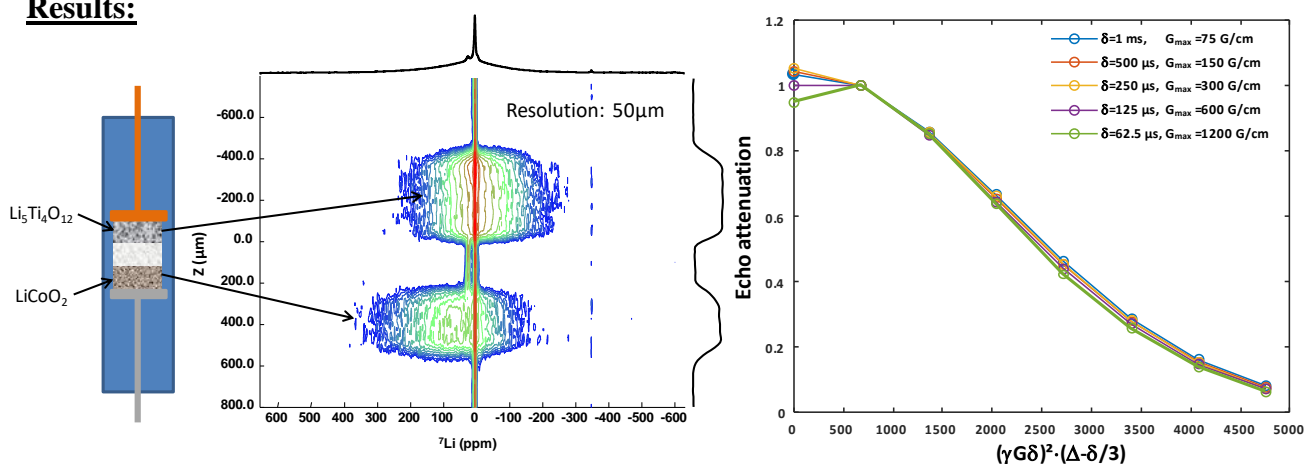 Results:
Li5Ti4O12
LiCoO2
Resolution: 50µm
Z (µm)
-600.0
-400.0
-200.0
0.0
200.0
400.0
600.0
800.0
600 500 400 300 200 100 0 -100 -200 -300 -400 -500 -600
⁷Li (ppm)
Echo attenuation
1.2
1
0.8
0.6
0.4
0.2
0
δ=1 ms, Gmax =75 G/cm
δ=500 µs, Gmax =150 G/cm
δ=250 µs, Gmax =300 G/cm
δ=125 µs, Gmax =600 G/cm
δ=62.5 µs, Gmax =1200 G/cm
0 500 1000 1500 2000 2500 3000 3500 4000 4500 5000
(γGδ)²·(Δ-δ/3)